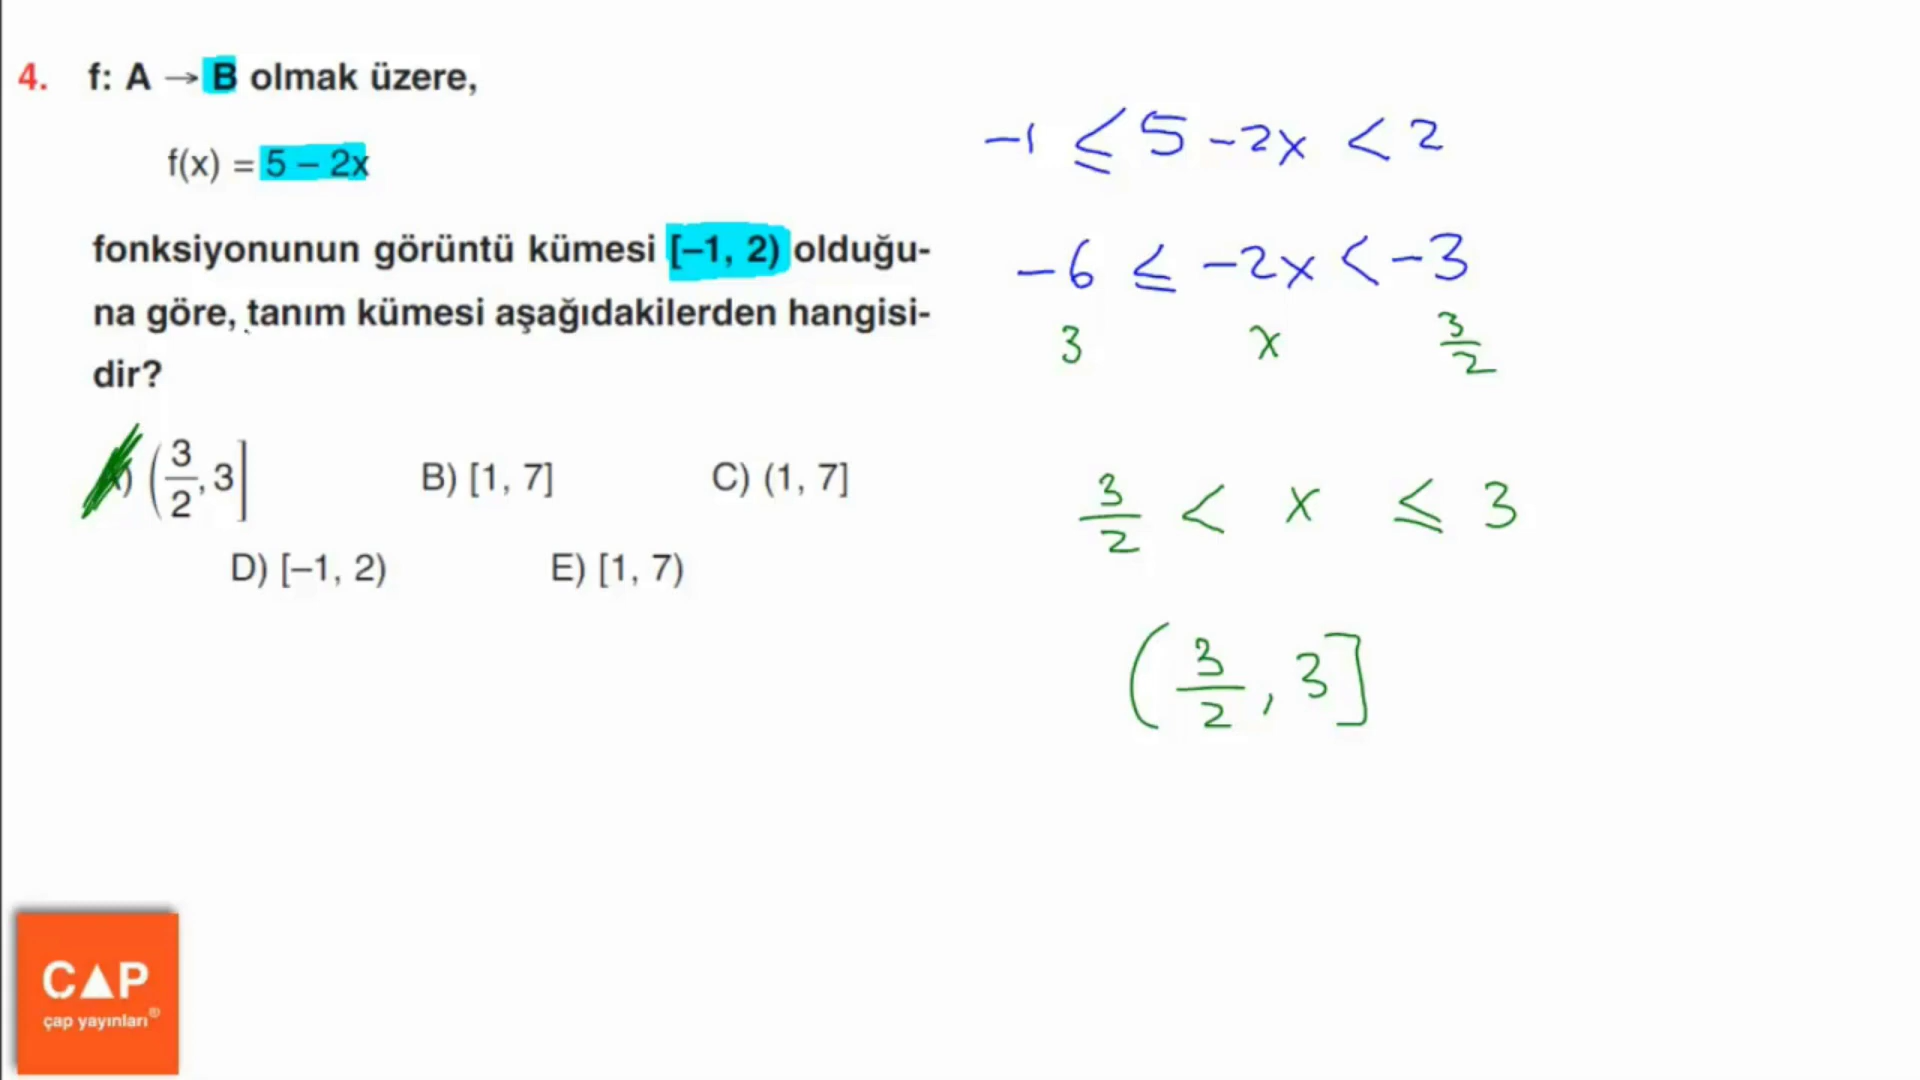 4. f: A → B olmak üzere,
f(x) = 5 – 2x
fonksiyonunun görüntü kümesi [–1, 2) olduğu-
na göre, tanım kümesi aşağıdakilerden hangisi-
dir?
A) (3/2, 3] B) [1, 7] C) (1, 7]
D) [–1, 2) E) [1, 7)
-1 ≤ 5 -2x < 2
-6 ≤ -2x < -3
3 x 3/2
3/2 < x ≤ 3
(3/2, 3]
ÇAP
çap yayınları®